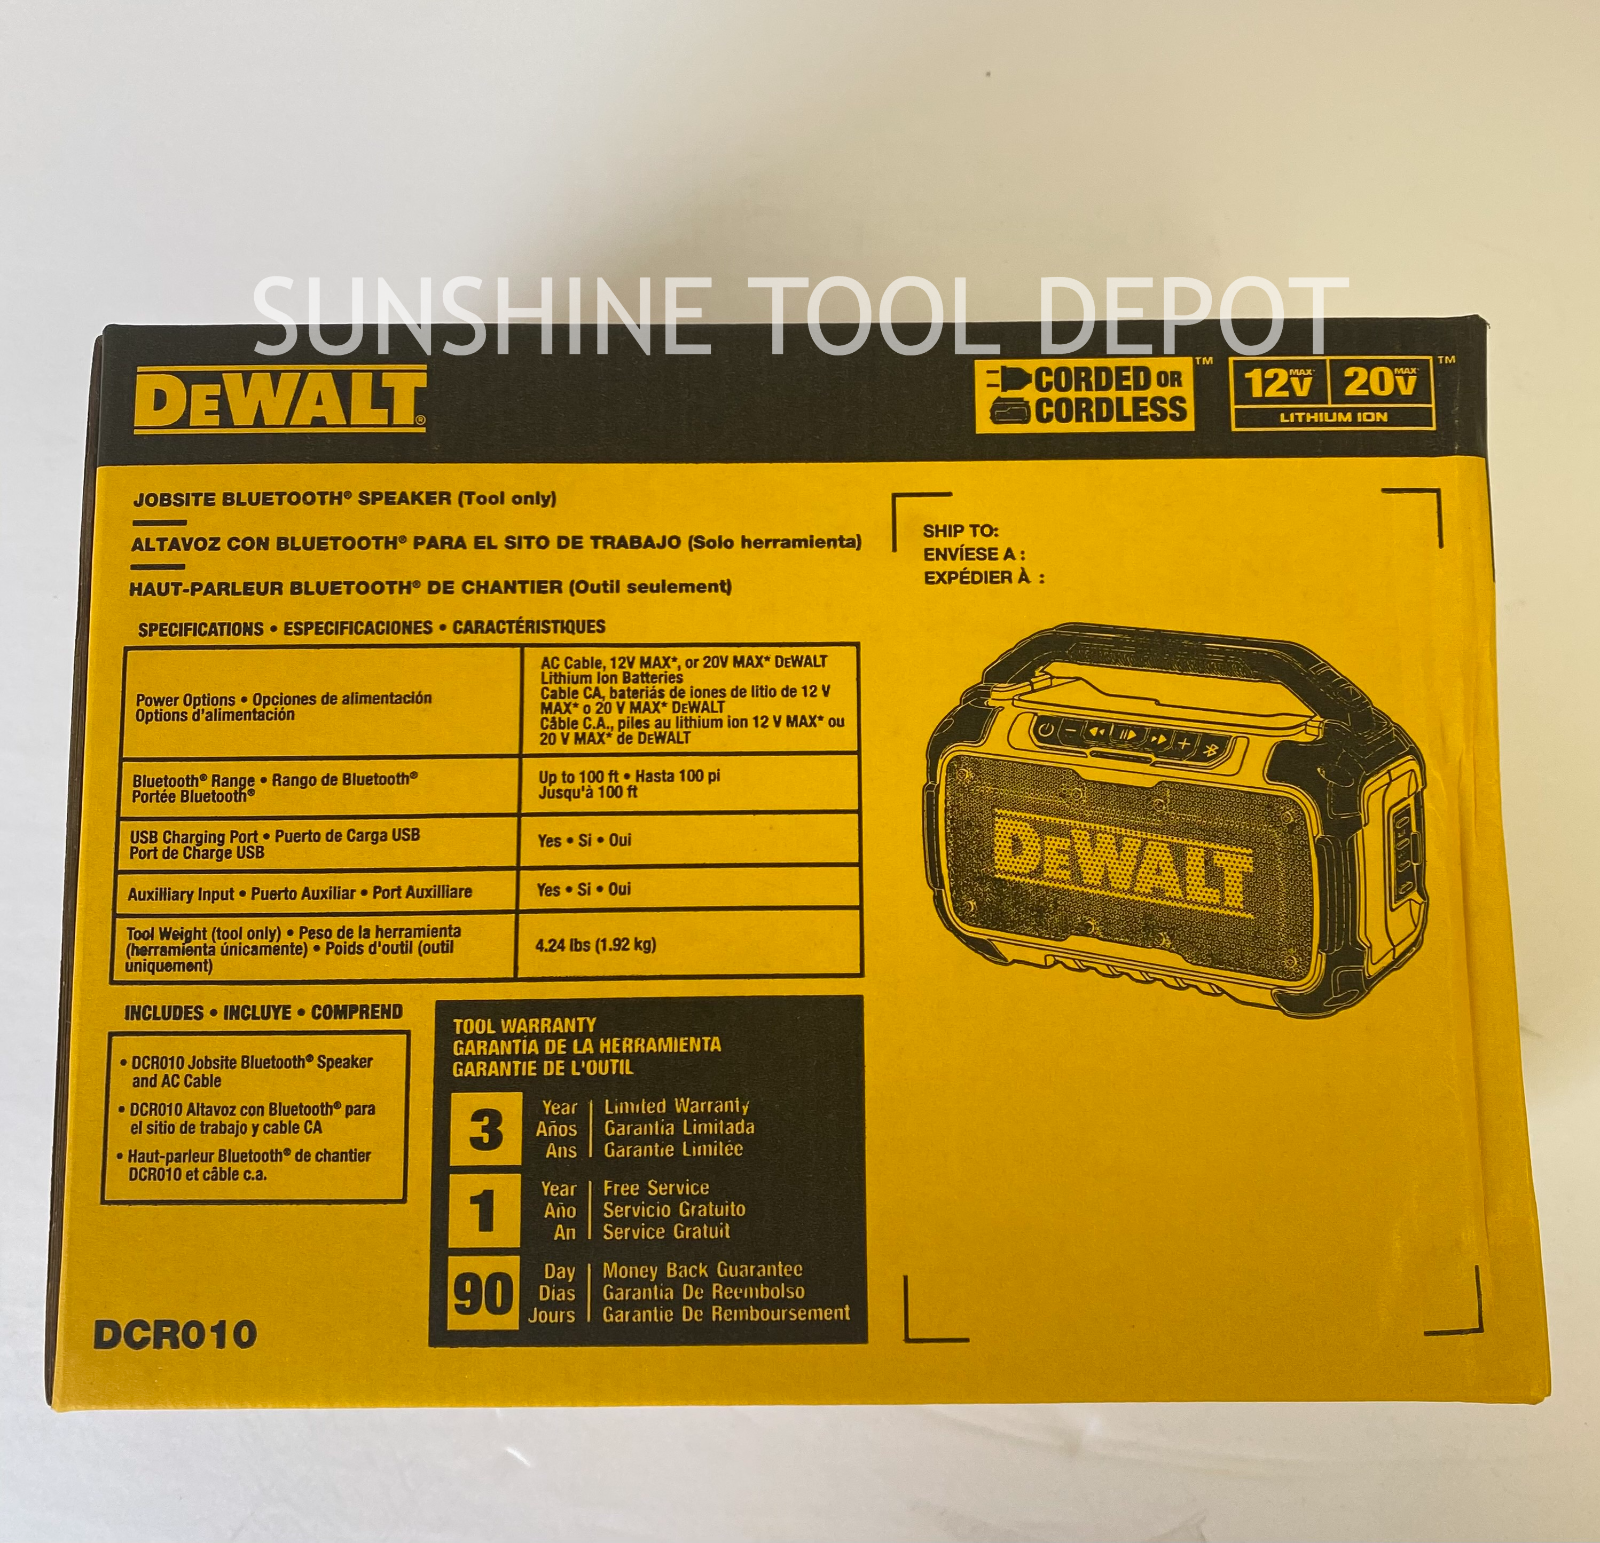 SUNSHINE TOOL DEPOT
DEWALT®
CORDED OR
CORDLESS
TM
12V MAX* 20V MAX*
LITHIUM ION
TM
JOBSITE BLUETOOTH® SPEAKER (Tool only)
ALTAVOZ CON BLUETOOTH® PARA EL SITO DE TRABAJO (Solo herramienta)
HAUT-PARLEUR BLUETOOTH® DE CHANTIER (Outil seulement)
SPECIFICATIONS • ESPECIFICACIONES • CARACTÉRISTIQUES
Power Options • Opciones de alimentación
Options d'alimentación
AC Cable, 12V MAX*, or 20V MAX* DEWALT
Lithium Ion Batteries
Cable CA, bateriás de iones de litio de 12 V
MAX* o 20 V MAX* DEWALT
Câble C.A., piles au lithium ion 12 V MAX* ou
20 V MAX* de DEWALT
Bluetooth® Range • Rango de Bluetooth®
Portée Bluetooth®
Up to 100 ft • Hasta 100 pi
Jusqu'à 100 ft
USB Charging Port • Puerto de Carga USB
Port de Charge USB
Yes • Si • Oui
Auxilliary Input • Puerto Auxiliar • Port Auxilliare
Yes • Si • Oui
Tool Weight (tool only) • Peso de la herramienta
(herramienta únicamente) • Poids d'outil (outil
uniquement)
4.24 lbs (1.92 kg)
INCLUDES • INCLUYE • COMPREND
• DCR010 Jobsite Bluetooth® Speaker
and AC Cable
• DCR010 Altavoz con Bluetooth® para
el sitio de trabajo y cable CA
• Haut-parleur Bluetooth® de chantier
DCR010 et câble c.a.
DCR010
TOOL WARRANTY
GARANTÍA DE LA HERRAMIENTA
GARANTIE DE L'OUTIL
3
Year | Limited Warranty
Años | Garantía Limitada
Ans | Garantie Limitée
1
Year | Free Service
Año | Servicio Gratuito
An | Service Gratuit
90
Day | Money Back Guarantee
Dias | Garantia De Reembolso
Jours | Garantie De Remboursement
SHIP TO:
ENVÍESE A :
EXPÉDIER À :
DEWALT